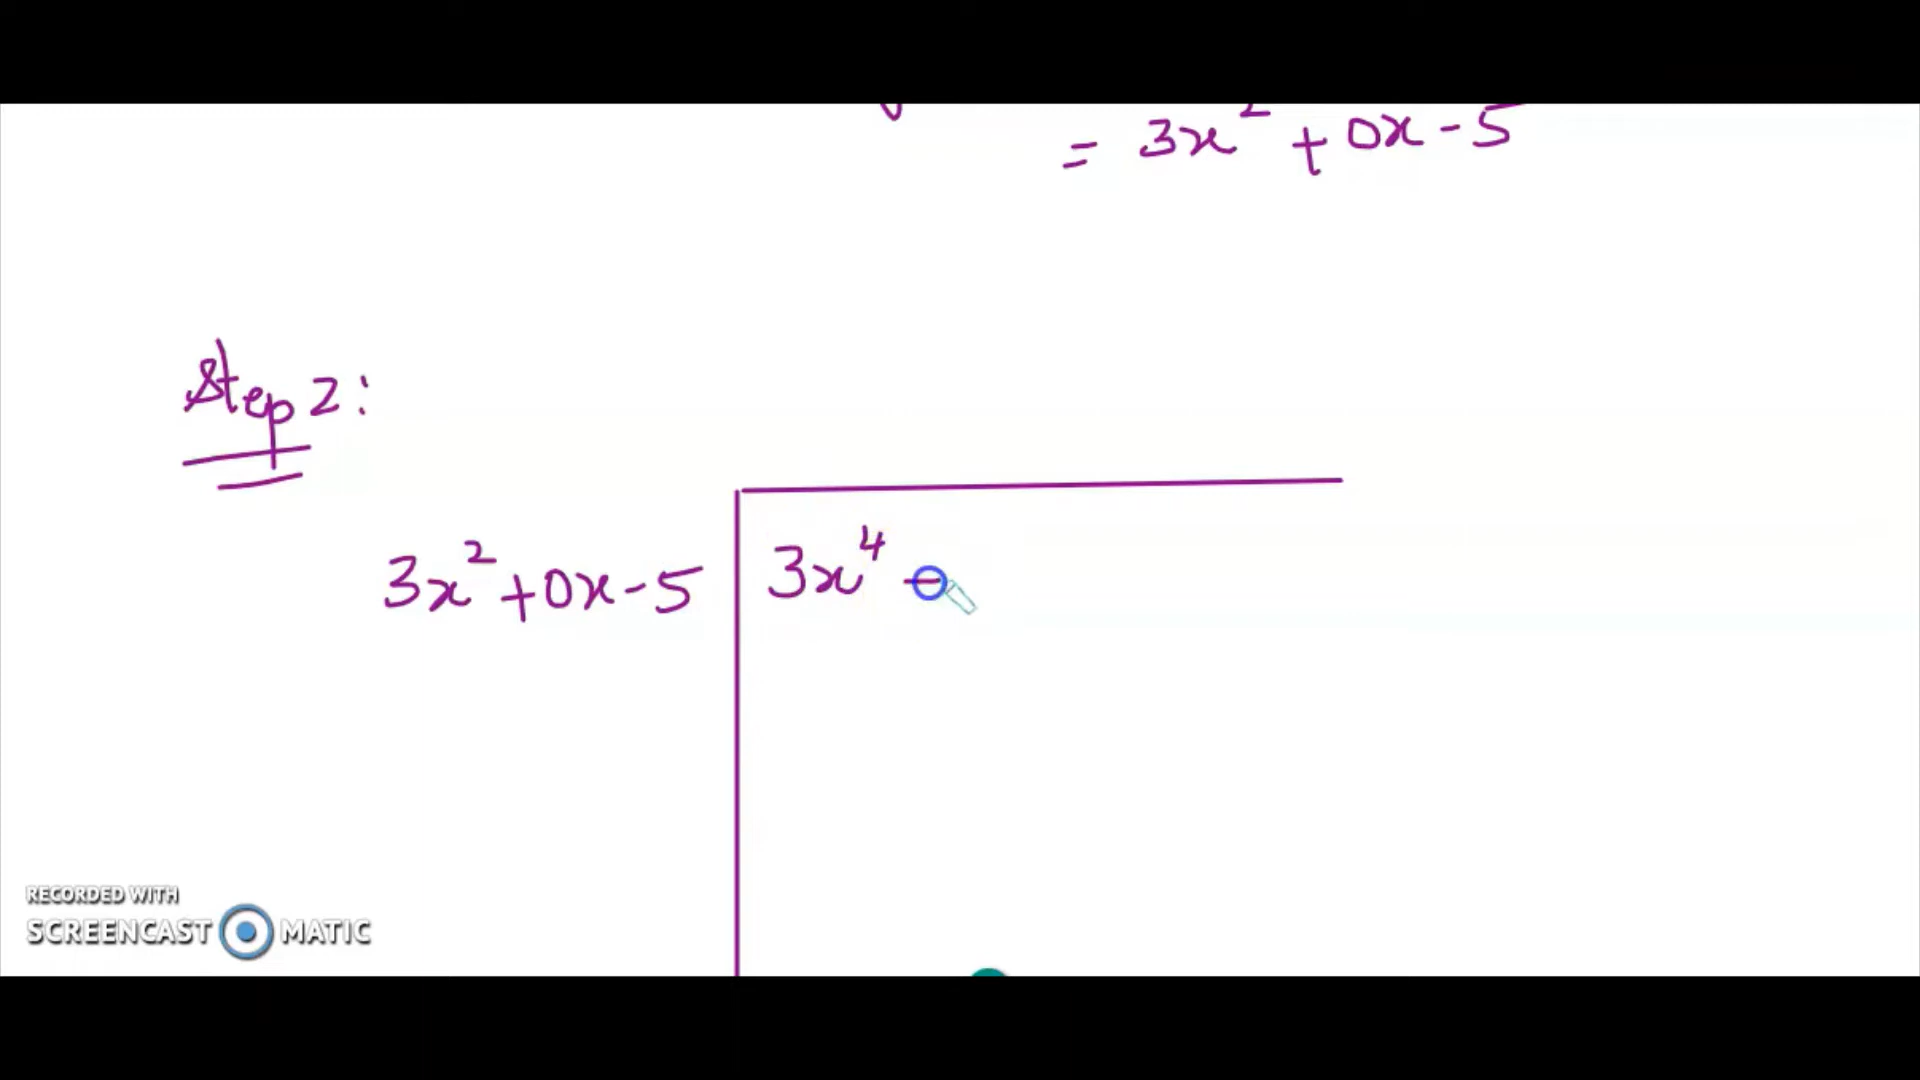 = 3x² + 0x - 5
Step 2:
3x² + 0x - 5 3x⁴ -
RECORDED WITH
SCREENCAST MATIC